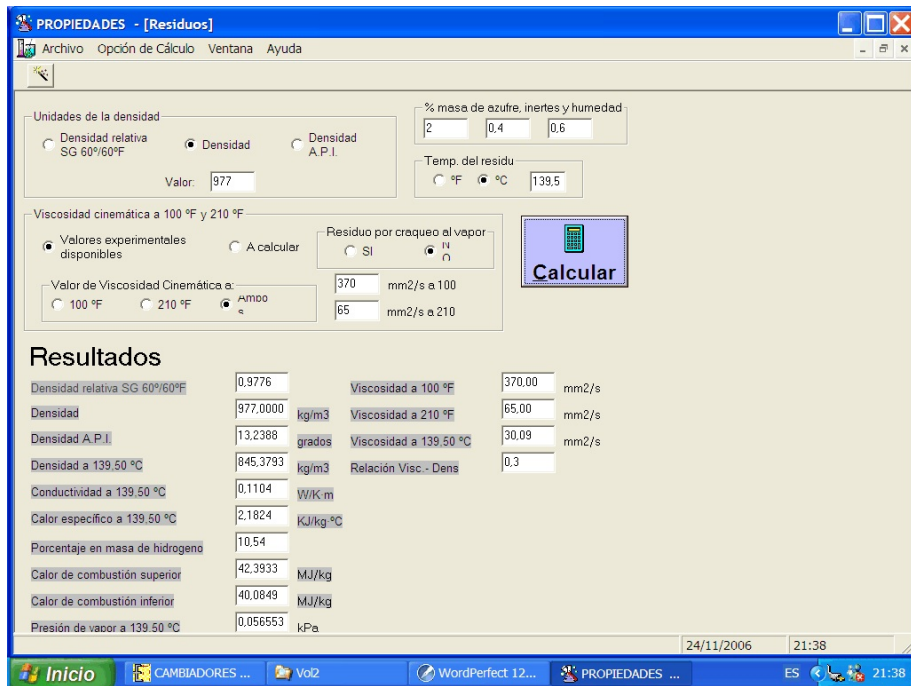 PROPIEDADES - [Residuos]
Archivo Opción de Cálculo Ventana Ayuda
Unidades de la densidad
Densidad relativa
SG 60º/60ºF
Densidad
Densidad
A.P.I.
Valor: 977
% masa de azufre, inertes y humedad
2 0,4 0,6
Temp. del residu
ºF ºC 139,5
Viscosidad cinemática a 100 ºF y 210 ºF
Valores experimentales
disponibles
A calcular
Residuo por craqueo al vapor
SI
N
O
Valor de Viscosidad Cinemática a:
100 ºF 210 ºF Ambo
s
370 mm2/s a 100
65 mm2/s a 210
Calcular
Resultados
Densidad relativa SG 60º/60ºF 0,9776
Densidad 977,0000 kg/m3
Densidad A.P.I. 13,2388 grados
Densidad a 139.50 ºC 845,3793 kg/m3
Conductividad a 139.50 ºC 0,1104 W/K·m
Calor específico a 139.50 ºC 2,1824 KJ/kg·ºC
Porcentaje en masa de hidrogeno 10,54
Calor de combustión superior 42,3933 MJ/kg
Calor de combustión inferior 40,0849 MJ/kg
Presión de vapor a 139.50 ºC 0,056553 kPa
Viscosidad a 100 ºF 370,00 mm2/s
Viscosidad a 210 ºF 65,00 mm2/s
Viscosidad a 139.50 ºC 30,09 mm2/s
Relación Visc.- Dens 0,3
24/11/2006 21:38
Inicio CAMBIADORES ... Vol2 WordPerfect 12... PROPIEDADES ... ES 21:38